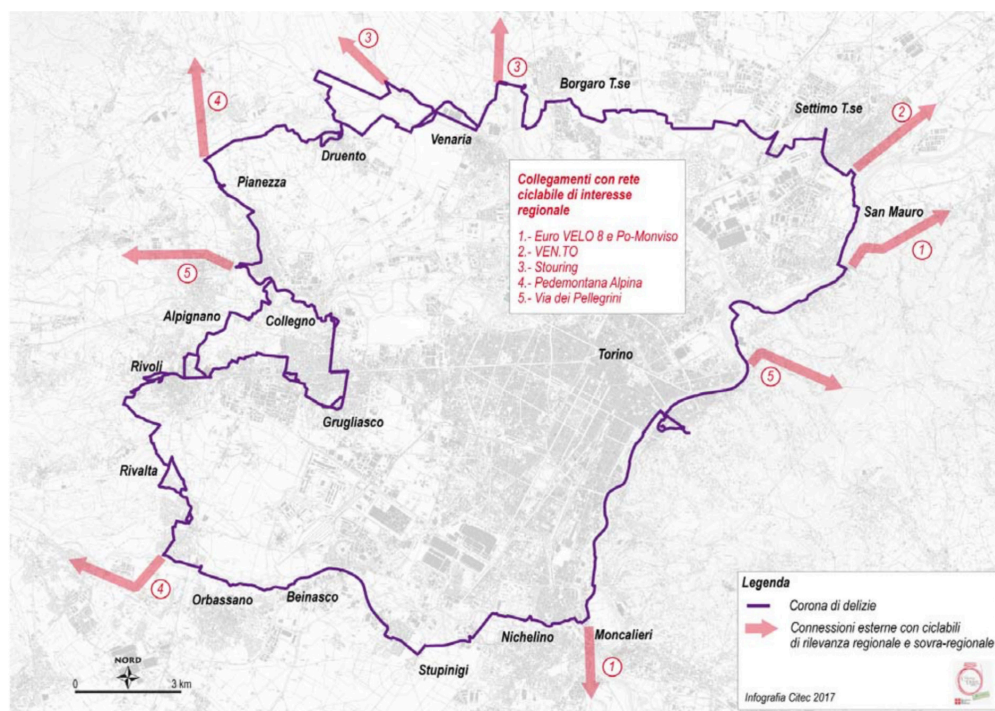 3
3
Borgaro T.se
Settimo T.se
4
2
Venaria
Druento
Pianezza
Collegamenti con rete
ciclabile di interesse
regionale
1.- Euro VELO 8 e Po-Monviso
2.- VEN.TO
3.- Stouring
4.- Pedemontana Alpina
5.- Via dei Pellegrini
San Mauro
1
5
Alpignano
Collegno
Torino
Rivoli
5
Grugliasco
Rivalta
4
Orbassano
Beinasco
Nichelino
Moncalieri
Stupinigi
1
NORD
0
3 km
Legenda
Corona di delizie
Connessioni esterne con ciclabili
di rilevanza regionale e sovra-regionale
Infografia Citec 2017